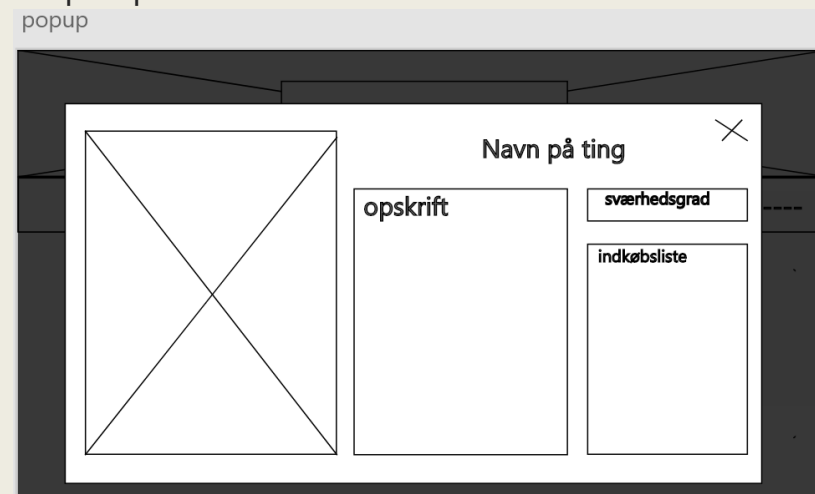 popup
Navn på ting
opskrift
sværhedsgrad
indkøbsliste